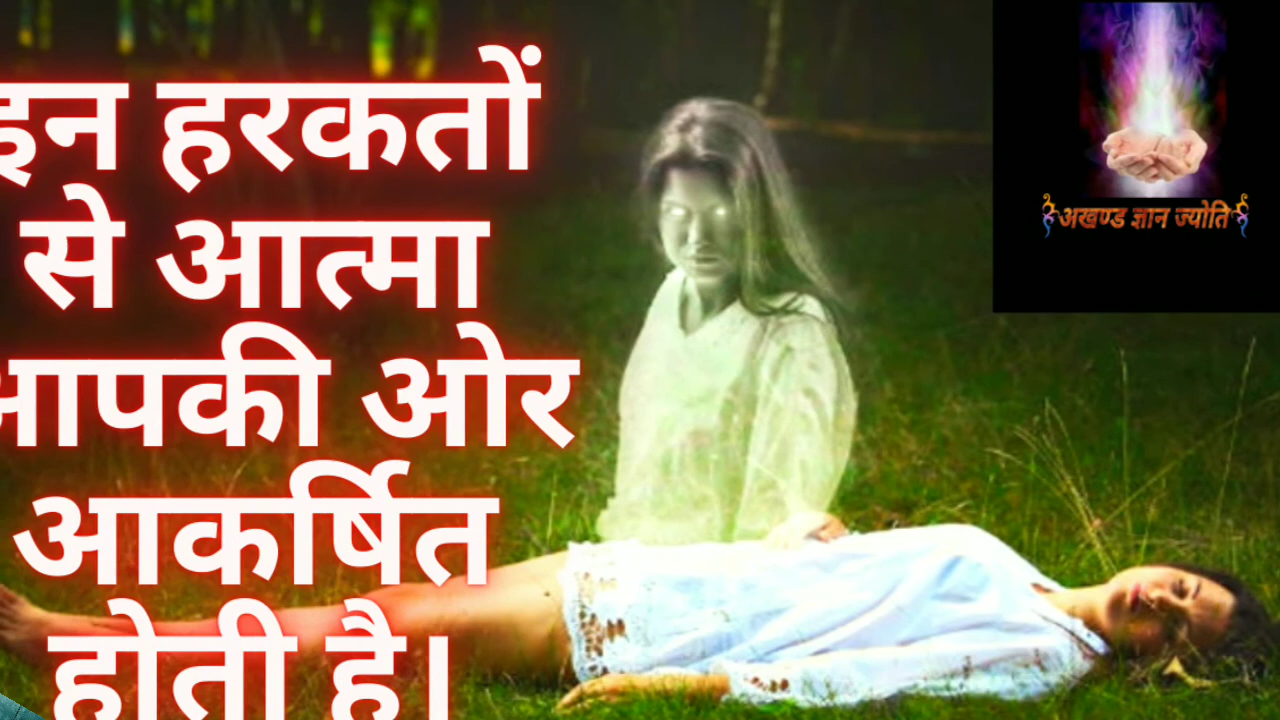 इन हरकतों
से आत्मा
आपकी ओर
आकर्षित
होती है।
अखण्ड ज्ञान ज्योति